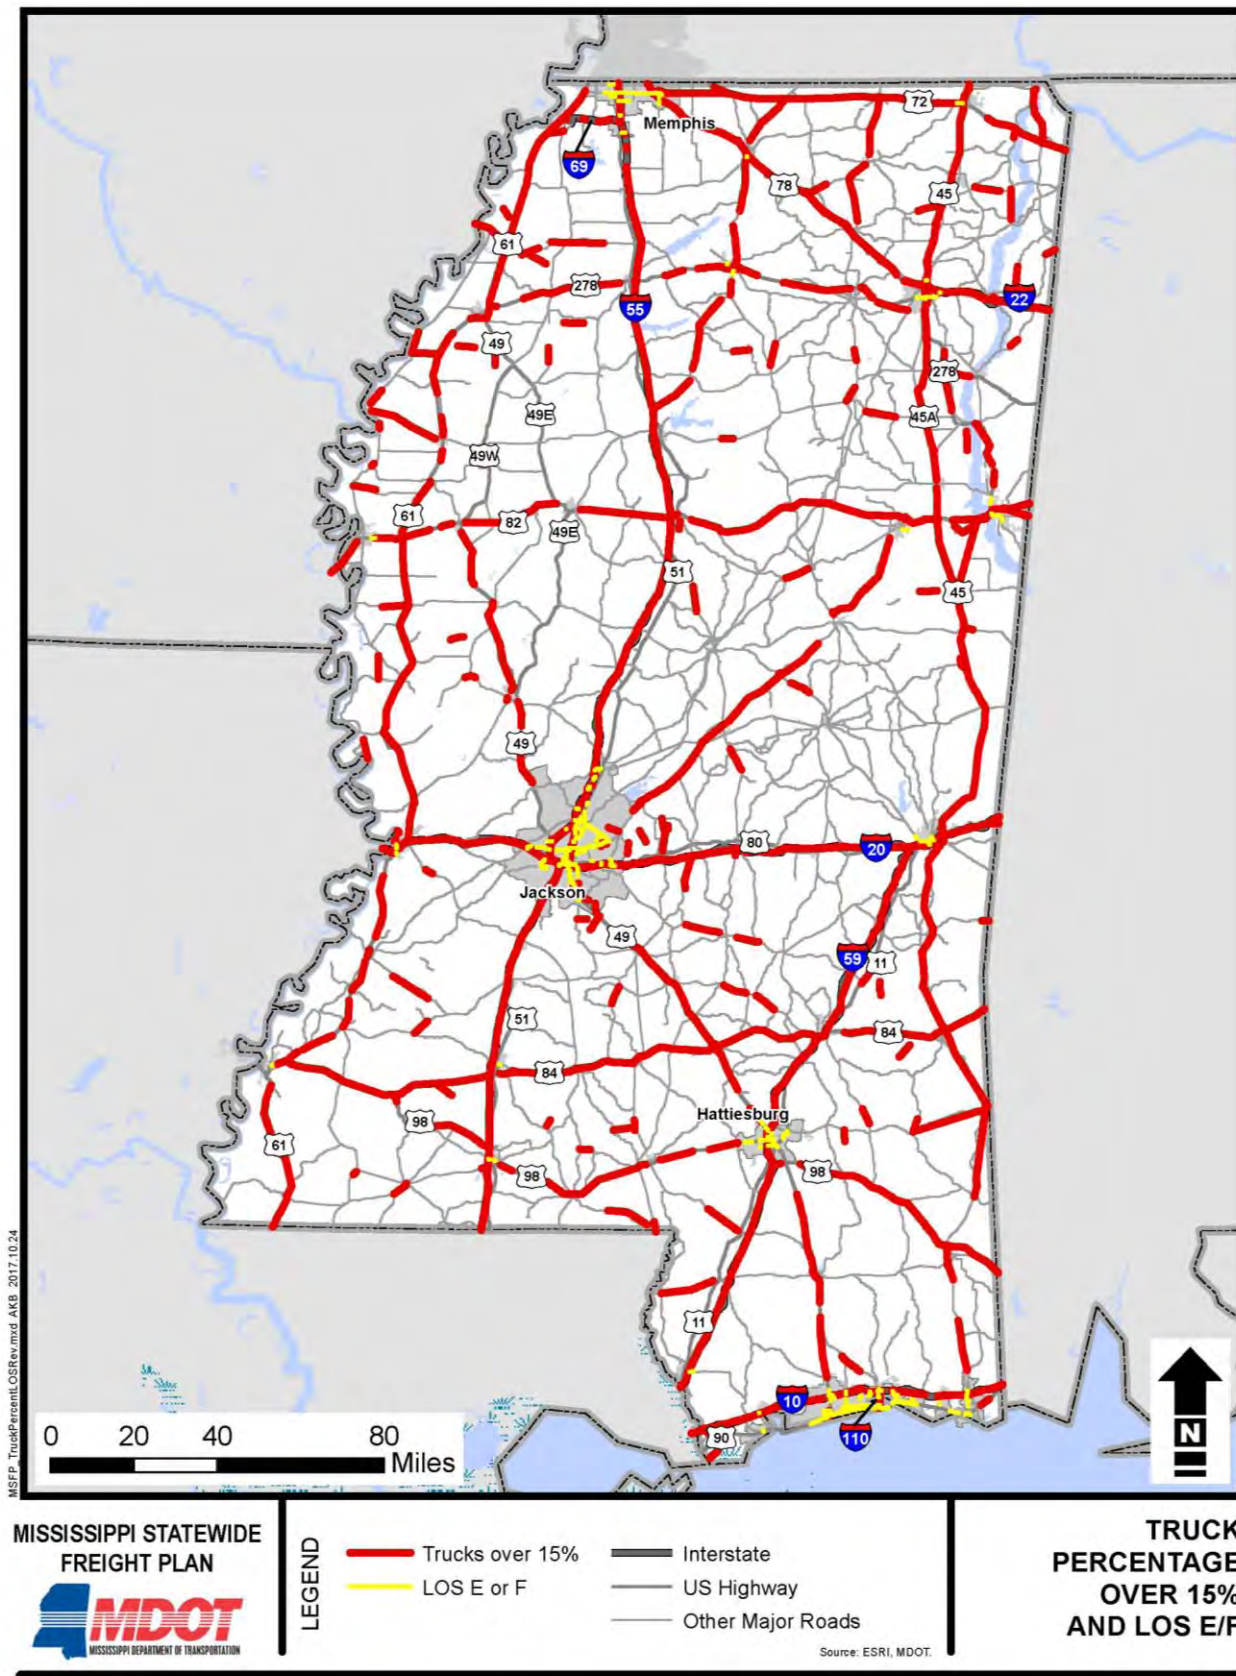 Memphis
72
69
78
45
61
278
55
22
49
278
49E
45A
49W
61
82
49E
51
45
49
80
20
Jackson
49
59
11
51
84
84
Hattiesburg
98
61
98
98
11
10
90
110
N
0 20 40 80
Miles
MSFP_TruckPercentLOSRev.mxd AKB 2017.10.24
MISSISSIPPI STATEWIDE
FREIGHT PLAN
MDOT
MISSISSIPPI DEPARTMENT OF TRANSPORTATION
LEGEND
Trucks over 15%
LOS E or F
Interstate
US Highway
Other Major Roads
Source: ESRI, MDOT.
TRUCK
PERCENTAGE
OVER 15%
AND LOS E/F